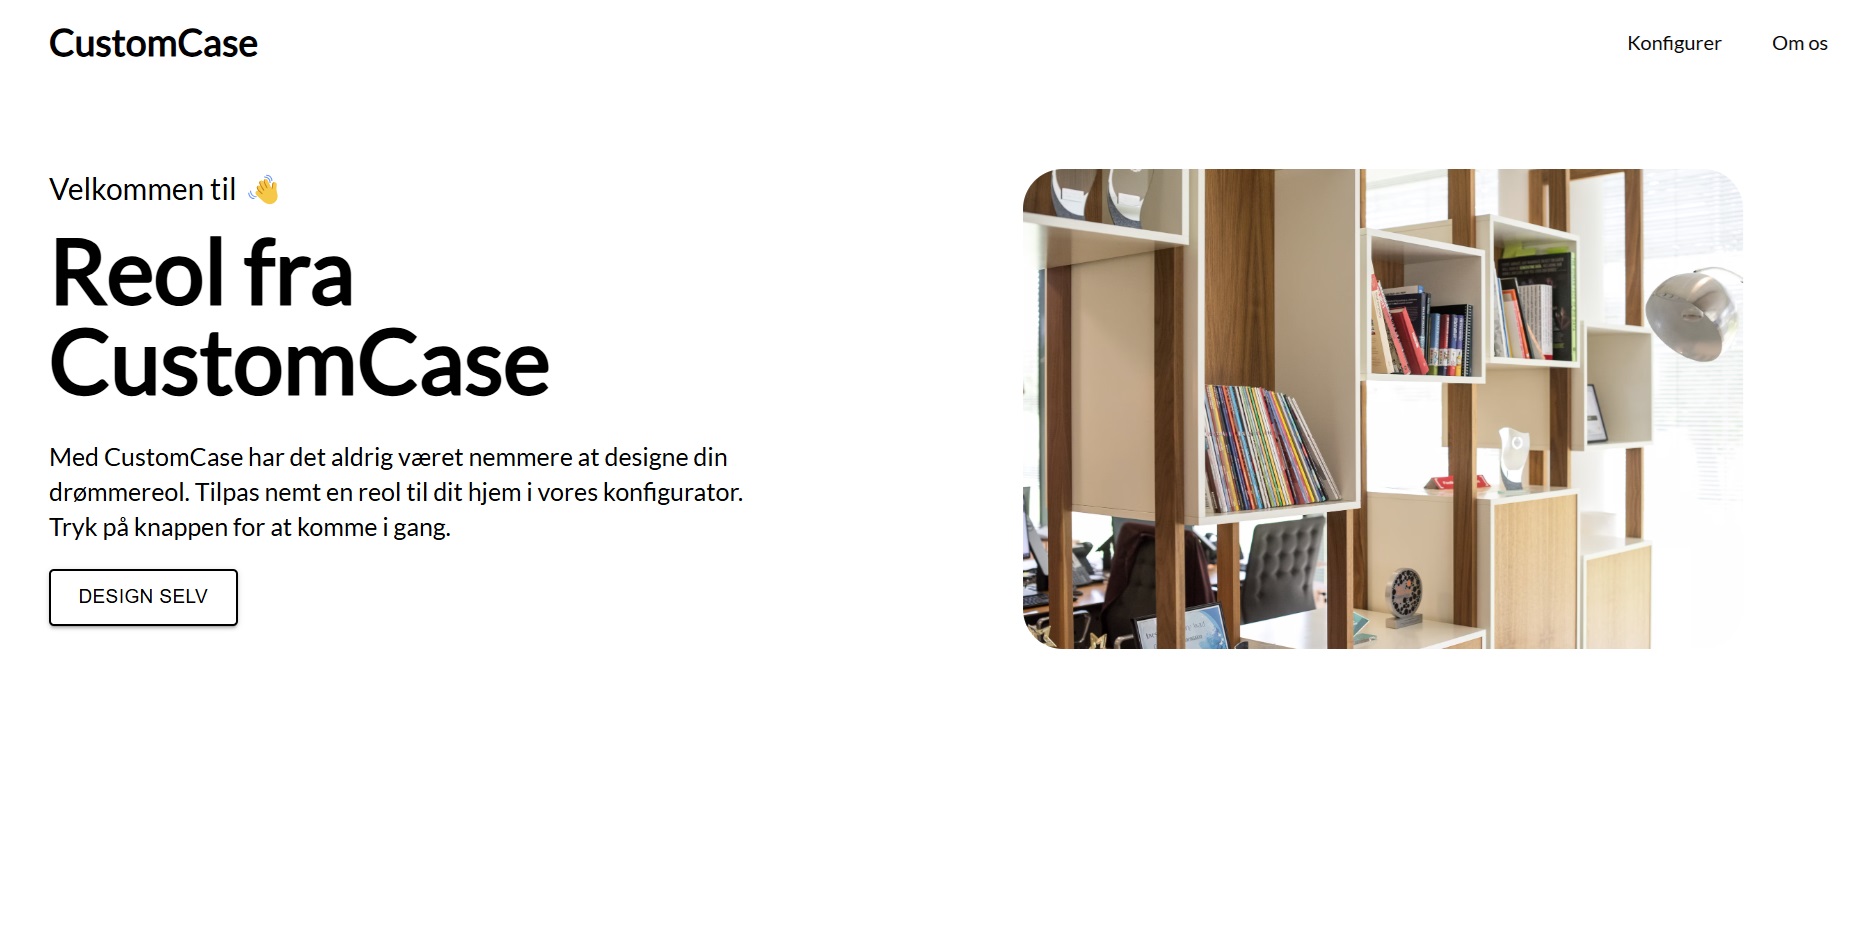 CustomCase
Konfigurer
Om os
Velkommen til 👋
Reol fra
CustomCase
Med CustomCase har det aldrig været nemmere at designe din
drømmereol. Tilpas nemt en reol til dit hjem i vores konfigurator.
Tryk på knappen for at komme i gang.
DESIGN SELV